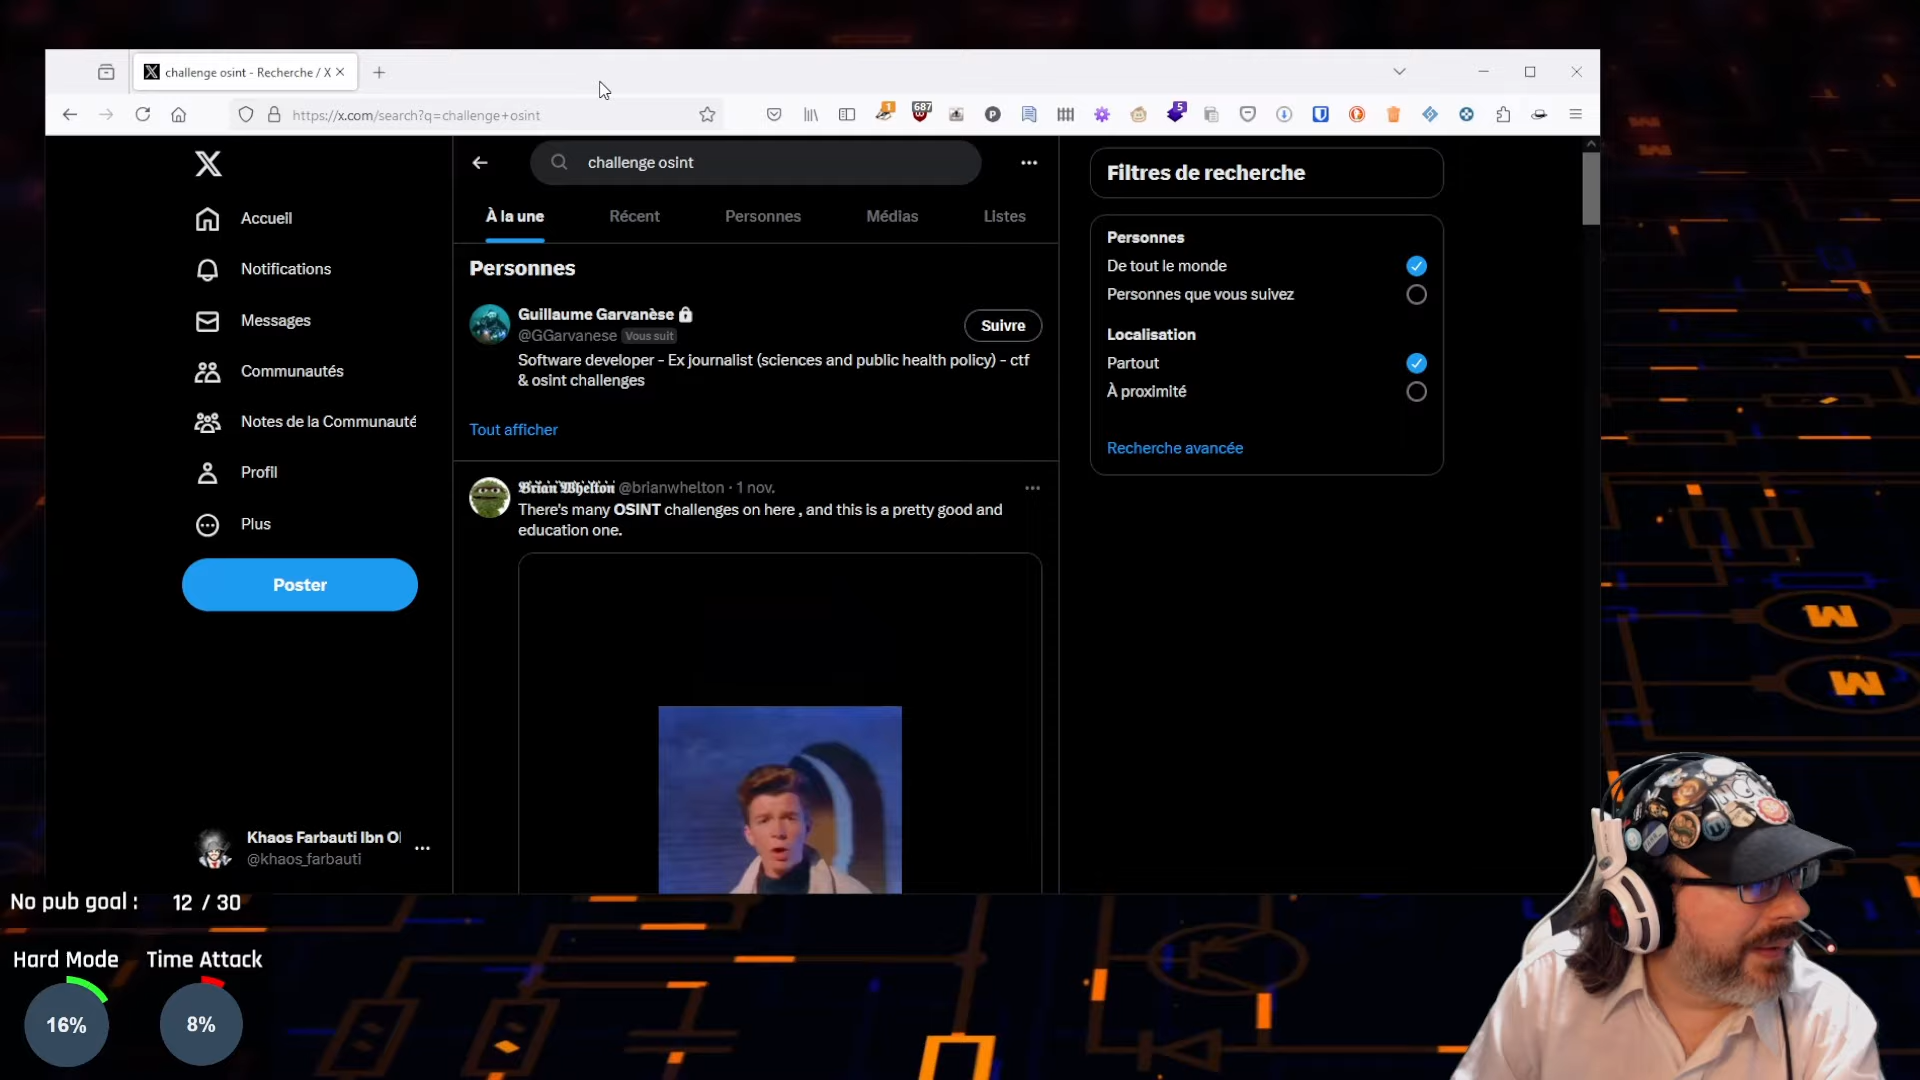 challenge osint - Recherche / X
https://x.com/search?q=challenge+osint
1
687
P
5
challenge osint
Filtres de recherche
Accueil
À la une
Récent
Personnes
Médias
Listes
Personnes
De tout le monde
Notifications
Personnes
Personnes que vous suivez
Guillaume Garvanèse
@GGarvanese
Vous suit
Suivre
Messages
Localisation
Software developer - Ex journalist (sciences and public health policy) - ctf
& osint challenges
Partout
Communautés
À proximité
Notes de la Communauté
Tout afficher
Recherche avancée
Profil
Brian Whelton @brianwhelton · 1 nov.
There's many OSINT challenges on here , and this is a pretty good and
education one.
Plus
Poster
Khaos Farbauti Ibn O
@khaos_farbauti
No pub goal : 12 / 30
Hard Mode
Time Attack
16%
8%